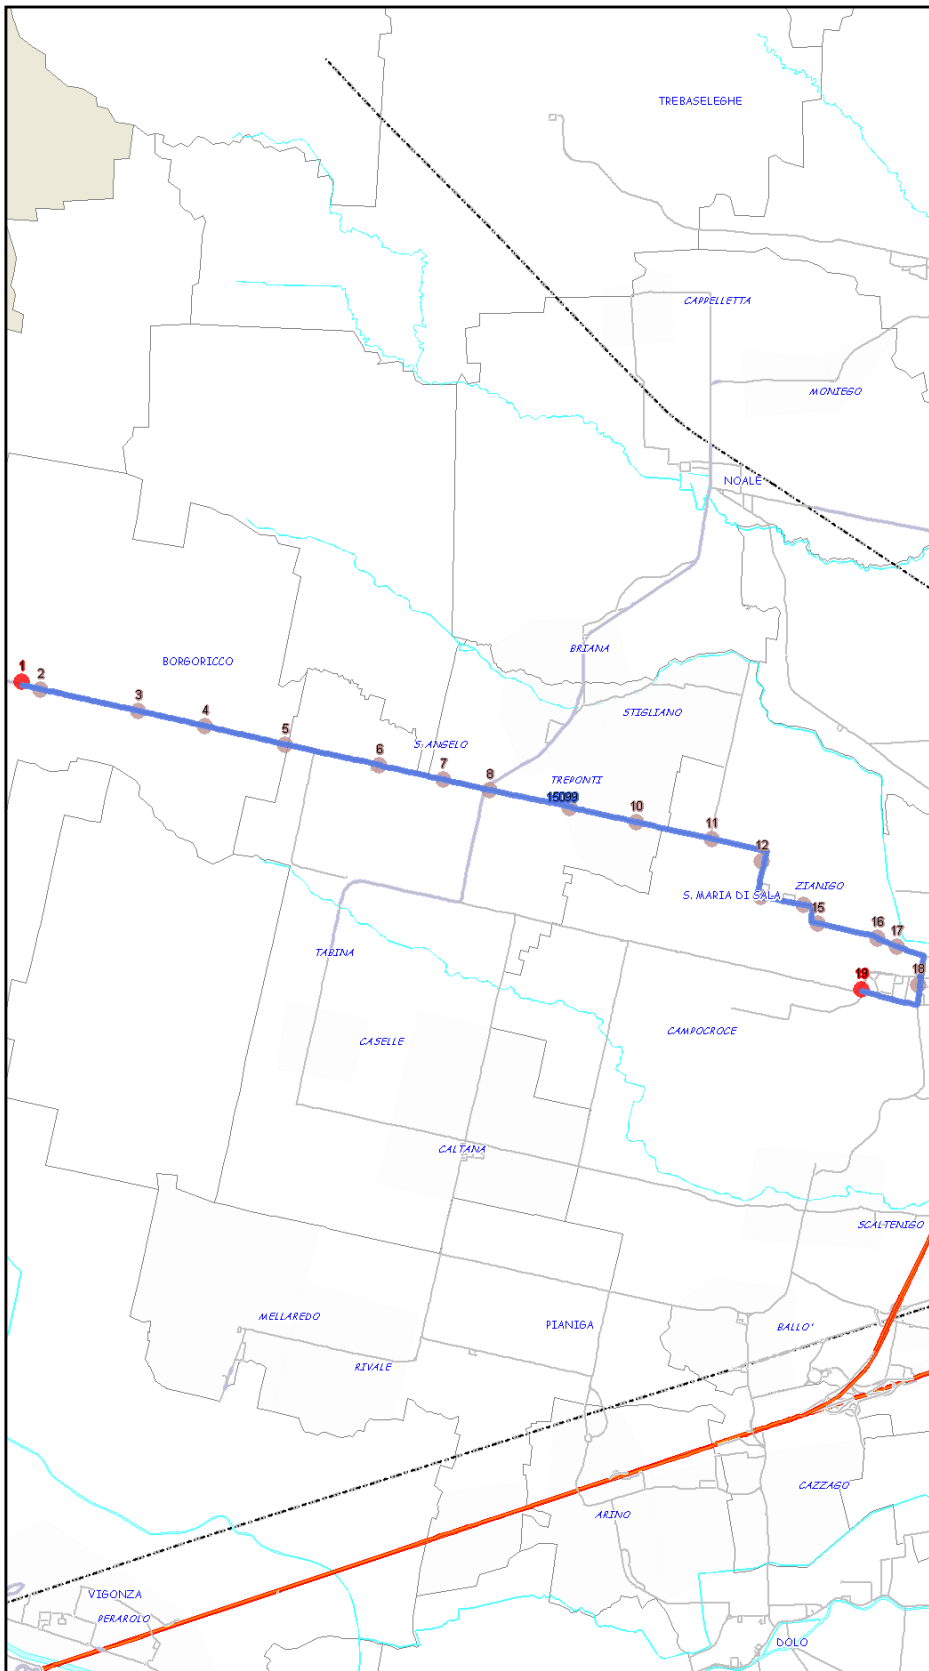 TREBASELEGHE
CAPPELLETTA
MONIEGO
NOALE
BRIANA
BORGORICCO
1
2
STIGLIANO
3
4
5
S. ANGELO
6
7
8
TREPONTI
15099
10
11
12
ZIANIGO
S. MARIA DI SALA
15
16
17
18
19
TABINA
CAMPOCROCE
CASELLE
CALTANA
SCALTENIGO
MELLAREDO
PIANIGA
BALLO'
RIVALE
CAZZAGO
ARINO
VIGONZA
PERAROLO
DOLO